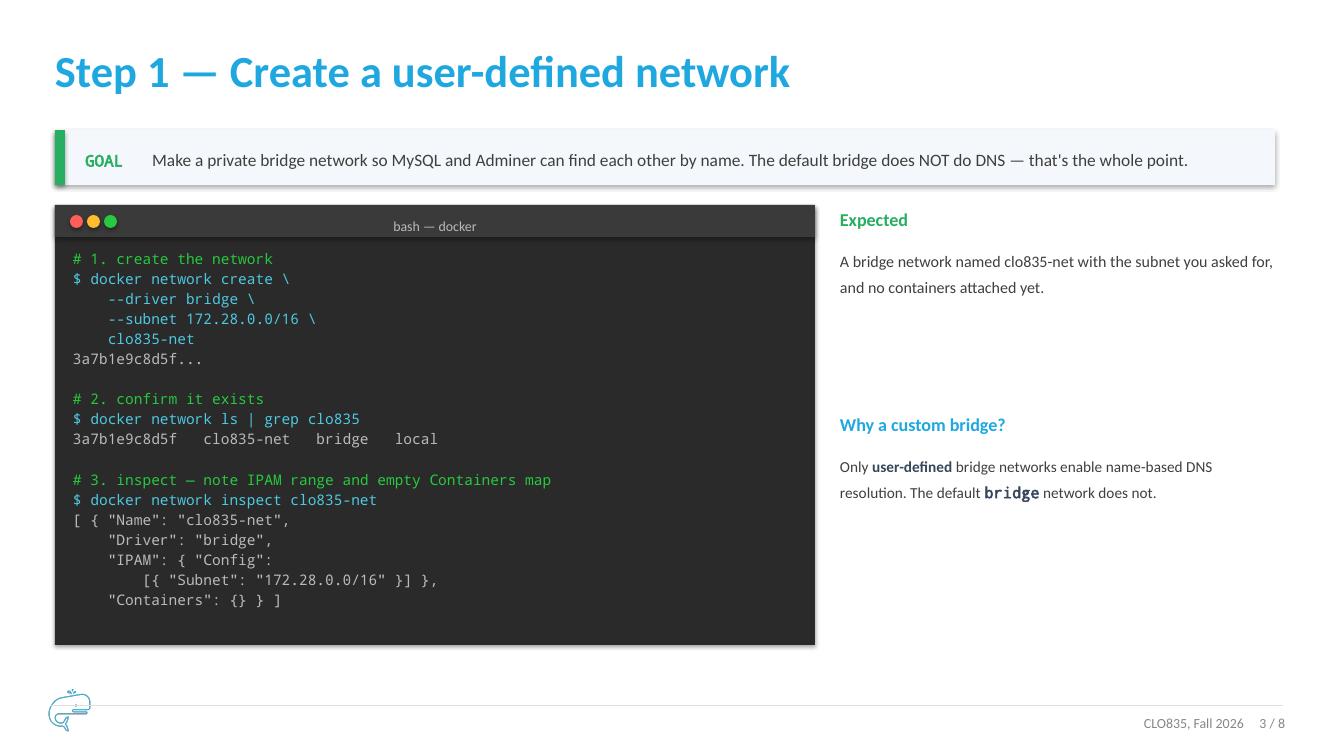 Step 1 — Create a user-defined network
GOAL Make a private bridge network so MySQL and Adminer can find each other by name. The default bridge does NOT do DNS — that's the whole point.
bash — docker
# 1. create the network
$ docker network create \
    --driver bridge \
    --subnet 172.28.0.0/16 \
    clo835-net
3a7b1e9c8d5f...
# 2. confirm it exists
$ docker network ls | grep clo835
3a7b1e9c8d5f   clo835-net   bridge   local
# 3. inspect — note IPAM range and empty Containers map
$ docker network inspect clo835-net
[ { "Name": "clo835-net",
    "Driver": "bridge",
    "IPAM": { "Config":
        [{ "Subnet": "172.28.0.0/16" }] },
    "Containers": {} } ]
Expected
A bridge network named clo835-net with the subnet you asked for,
and no containers attached yet.
Why a custom bridge?
Only user-defined bridge networks enable name-based DNS
resolution. The default bridge network does not.
CLO835, Fall 2026 3 / 8